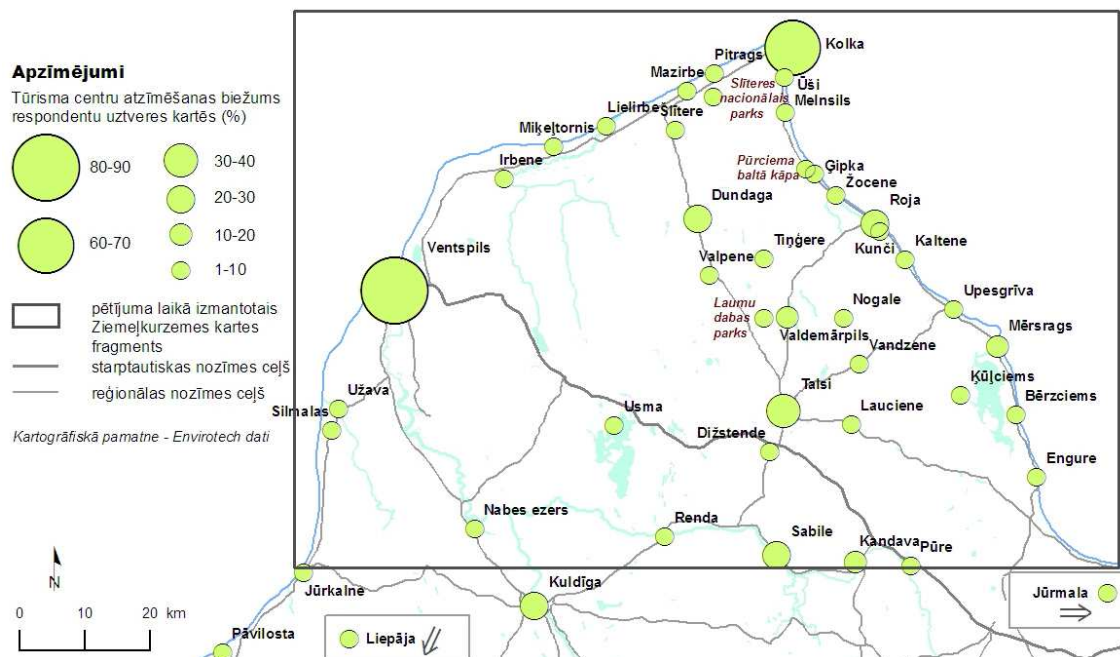 Apzīmējumi
Tūrisma centru atzīmēšanas biežums
respondentu uztveres kartēs (%)
80-90
60-70
30-40
20-30
10-20
1-10
pētījuma laikā izmantotais
Ziemeļkurzemes kartes
fragments
starptautiskas nozīmes ceļš
reģionālas nozīmes ceļš
Kartogrāfiskā pamatne - Envirotech dati
N
0 10 20 km
Kolka
Pitrags
Mazirbe
Ūši
Slīteres
nacionālais
parks
Melnsils
Lielirbe
Slītere
Miķeļtornis
Irbene
Pūrciema
baltā kāpa
Ģipka
Žocene
Dundaga
Roja
Ventspils
Tiņģere
Kunči
Kaltene
Valpene
Laumu
dabas
parks
Nogale
Upesgrīva
Valdemārpils
Mērsrags
Vandzene
Talsi
Ķūļciems
Užava
Silmalas
Usma
Lauciene
Bērzciems
Dižstende
Engure
Nabes ezers
Renda
Sabile
Kandava
Pūre
Jūrkalne
Kuldīga
Jūrmala
Liepāja
Pāvilosta